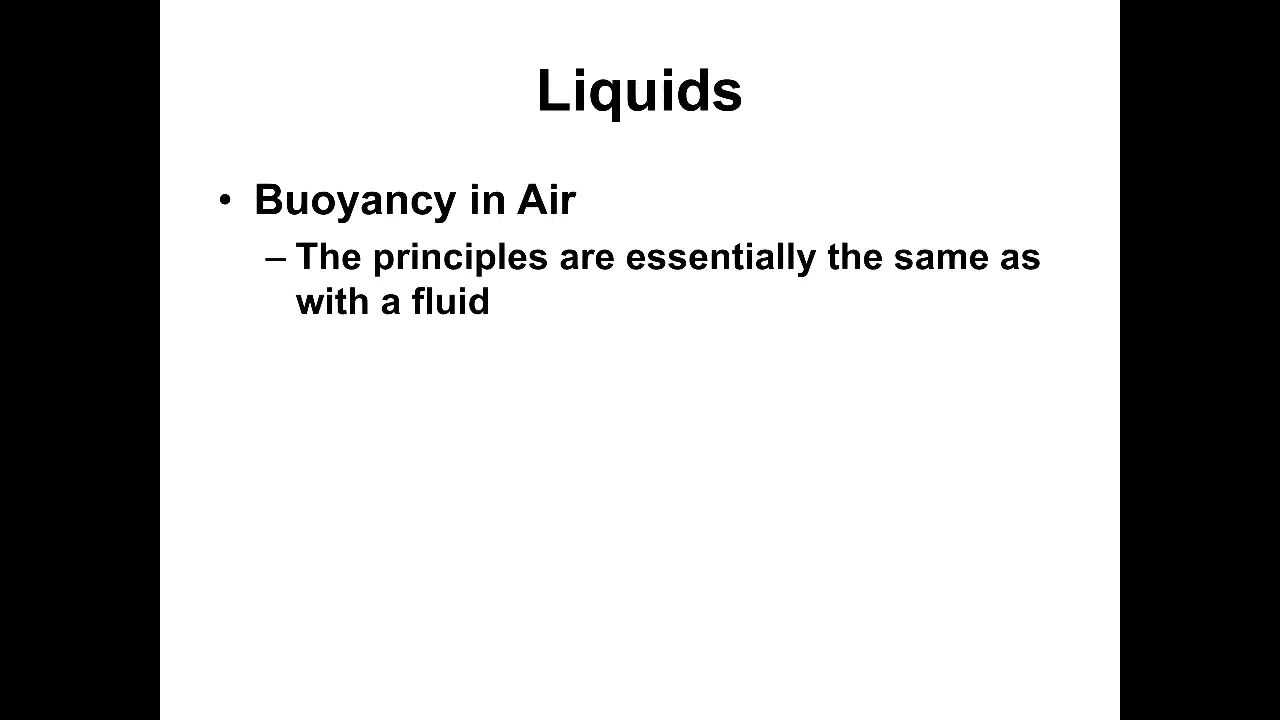 Liquids
• Buoyancy in Air
– The principles are essentially the same as
with a fluid